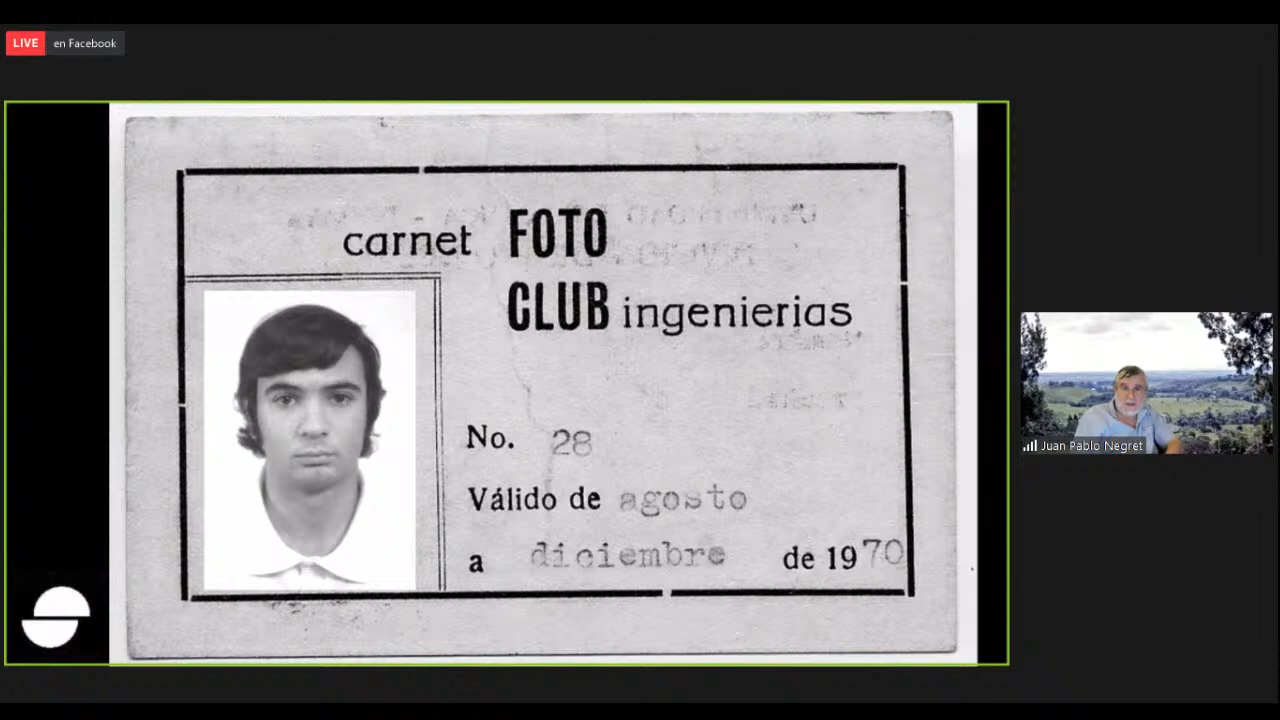 LIVE en Facebook
carnet FOTO
CLUB ingenierias
No. 28
Válido de agosto
a diciembre de 1970
Juan Pablo Negret